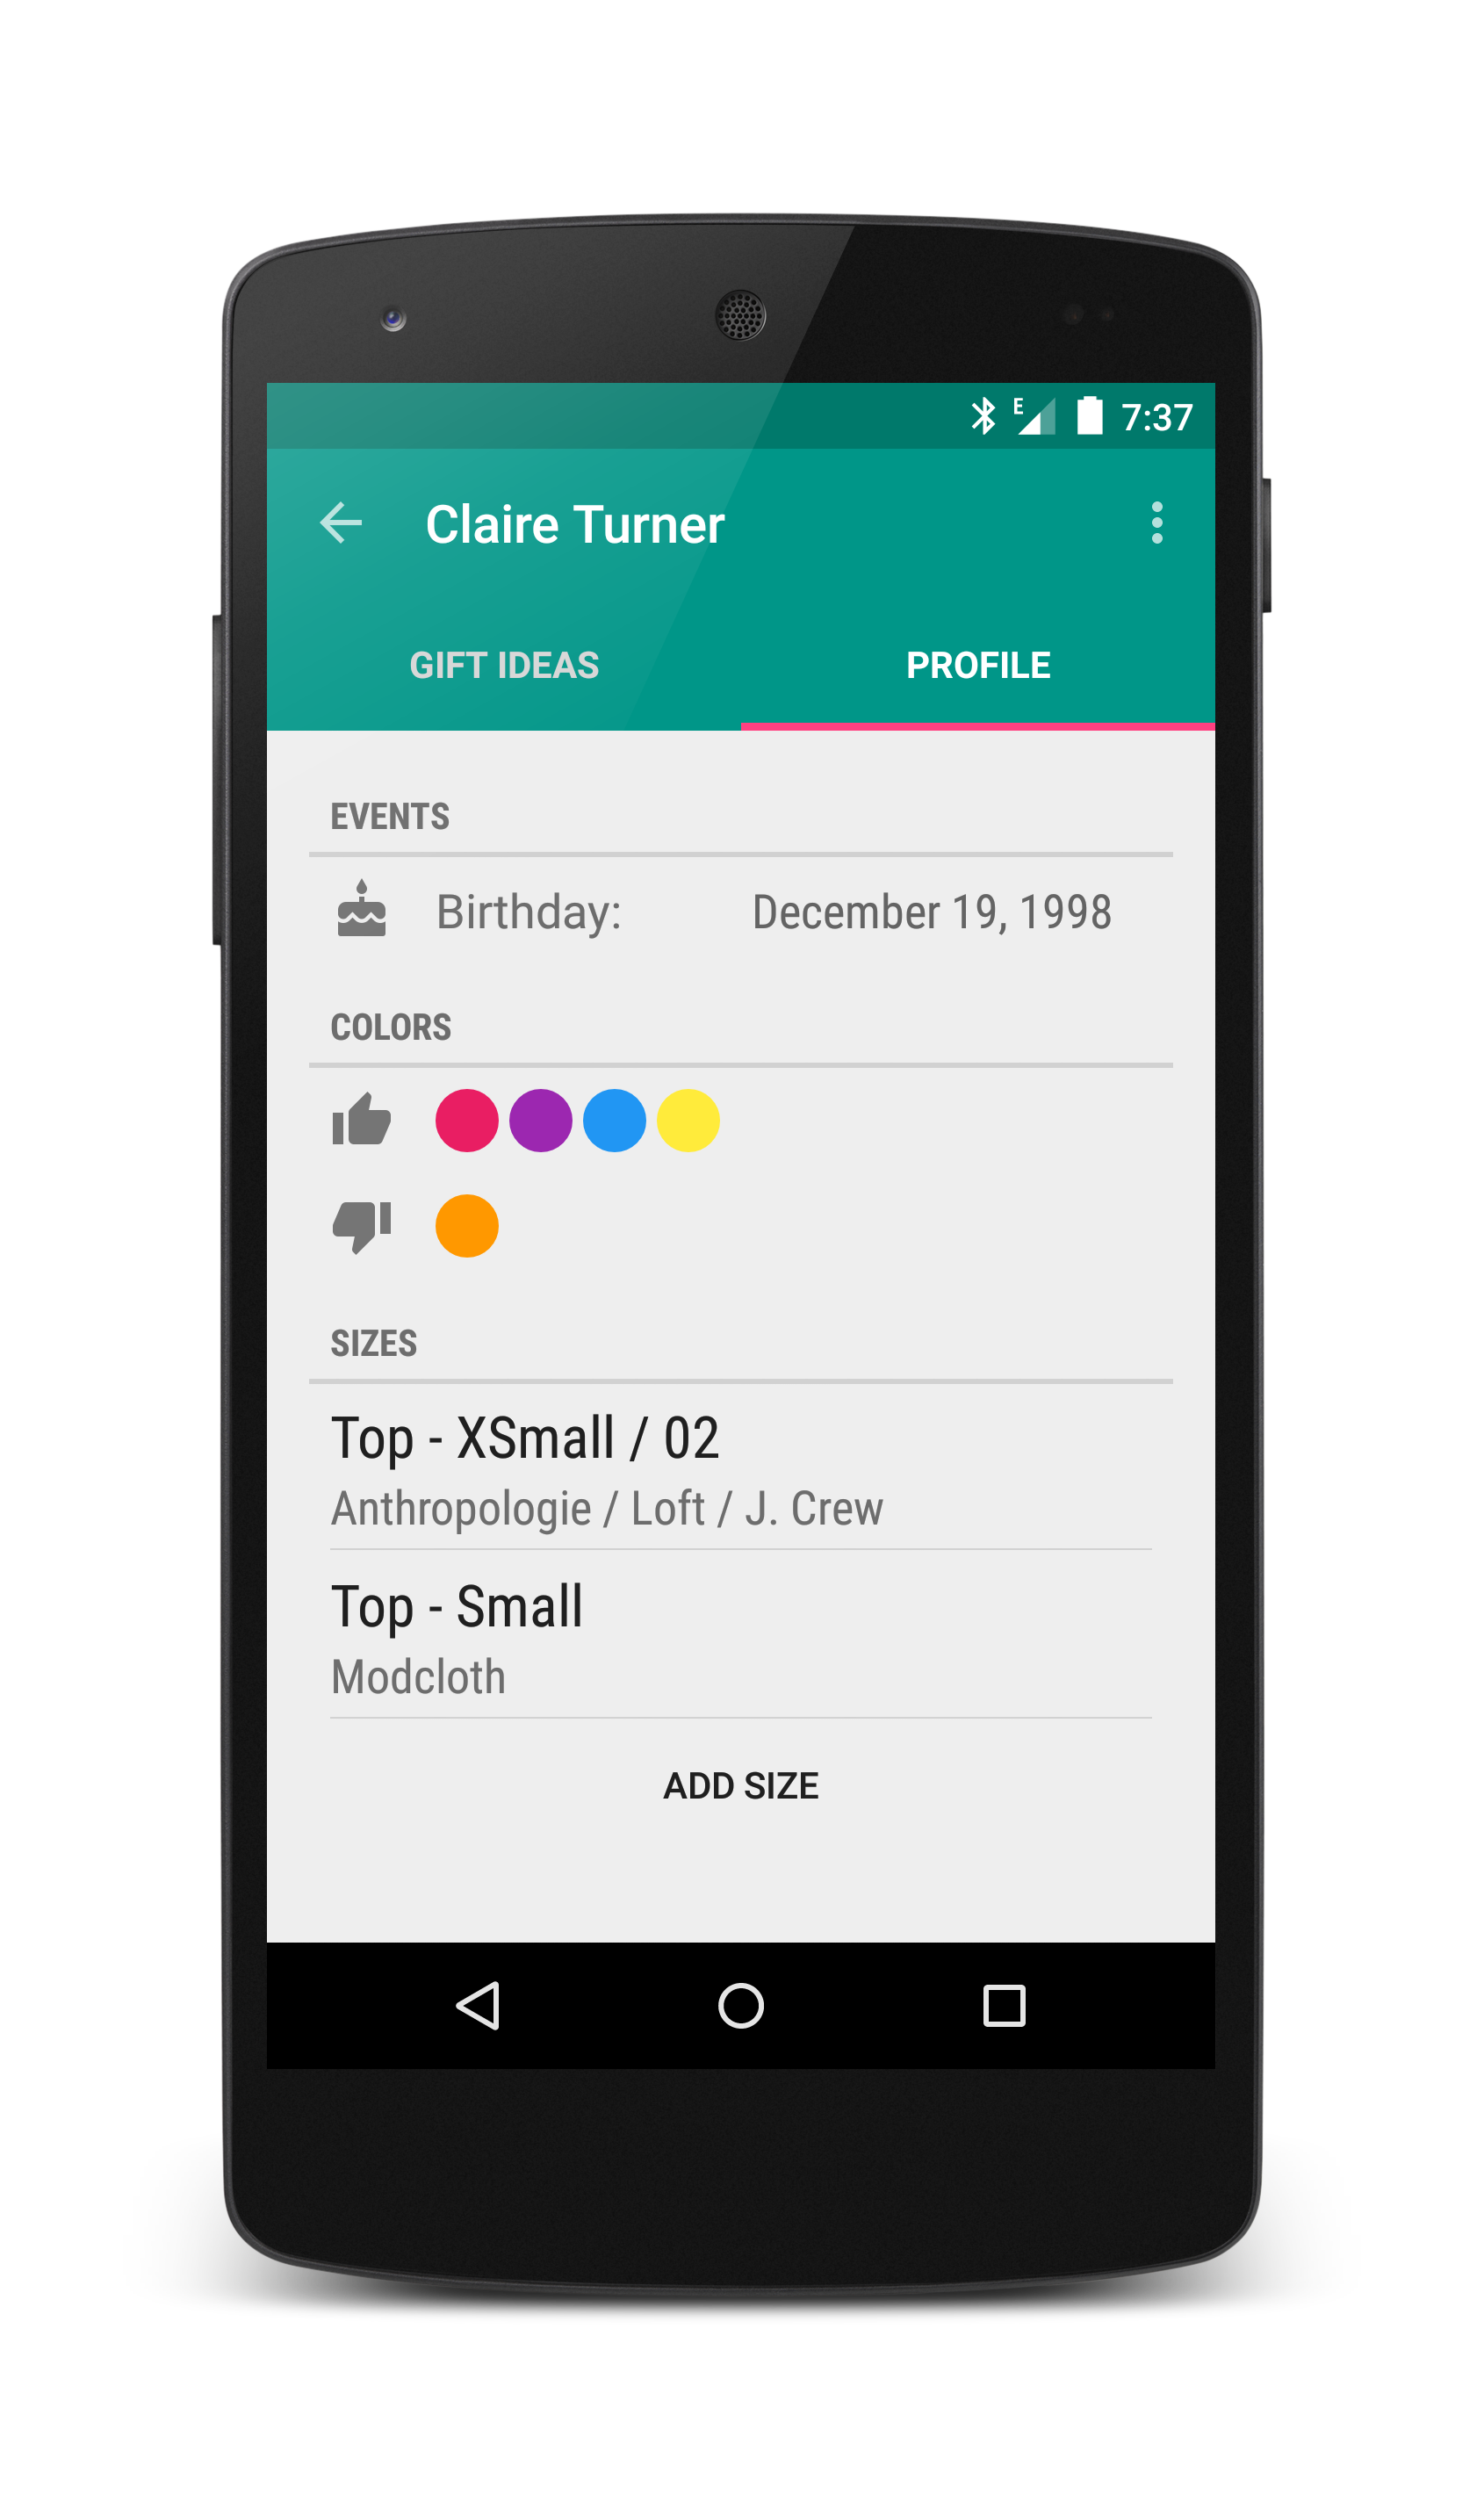 E 7:37
Claire Turner
GIFT IDEAS PROFILE
EVENTS
Birthday: December 19, 1998
COLORS
SIZES
Top - XSmall / 02
Anthropologie / Loft / J. Crew
Top - Small
Modcloth
ADD SIZE